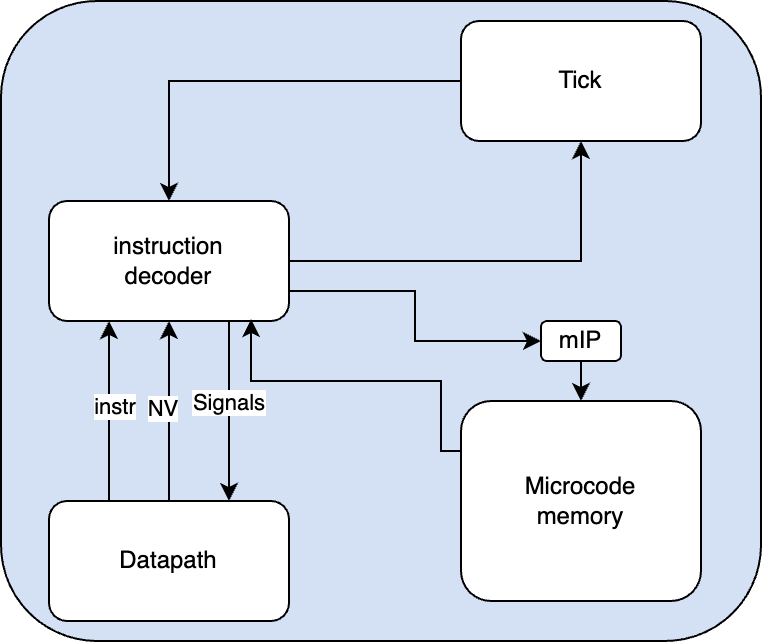 Tick
instruction
decoder
mIP
instr
NV
Signals
Microcode
memory
Datapath